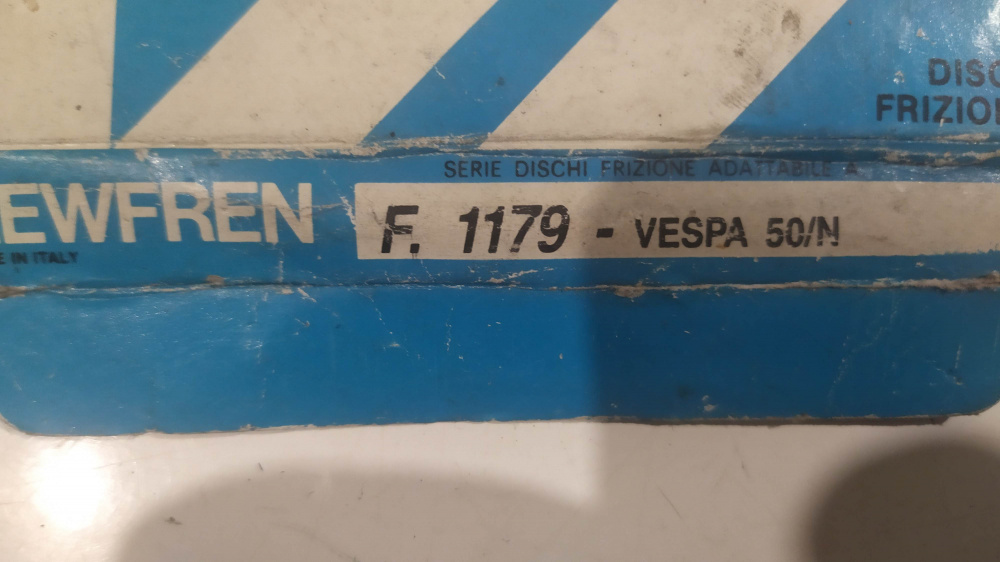 DISC
FRIZIO
SERIE DISCHI FRIZIONE ADATTABILE A
EWFREN
F. 1179 - VESPA 50/N
E IN ITALY